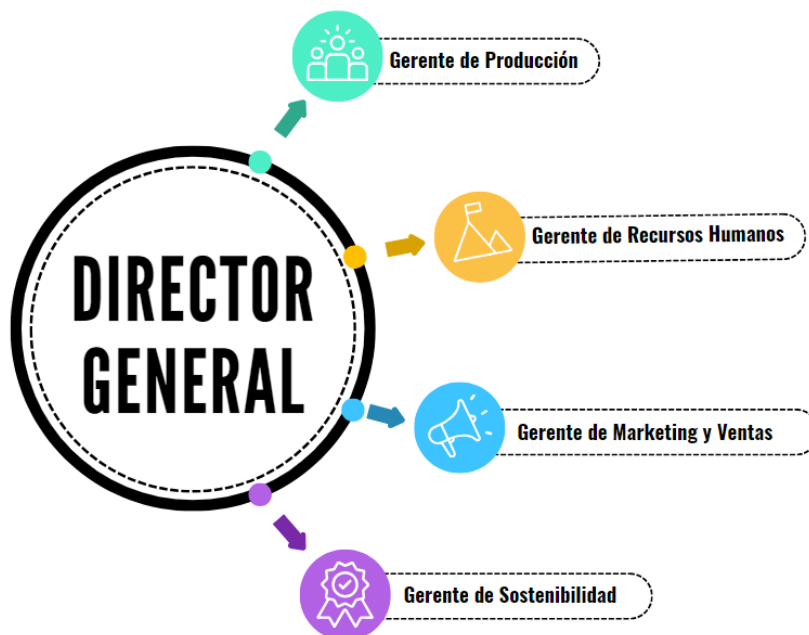 Gerente de Producción
Gerente de Recursos Humanos
DIRECTOR
GENERAL
Gerente de Marketing y Ventas
Gerente de Sostenibilidad